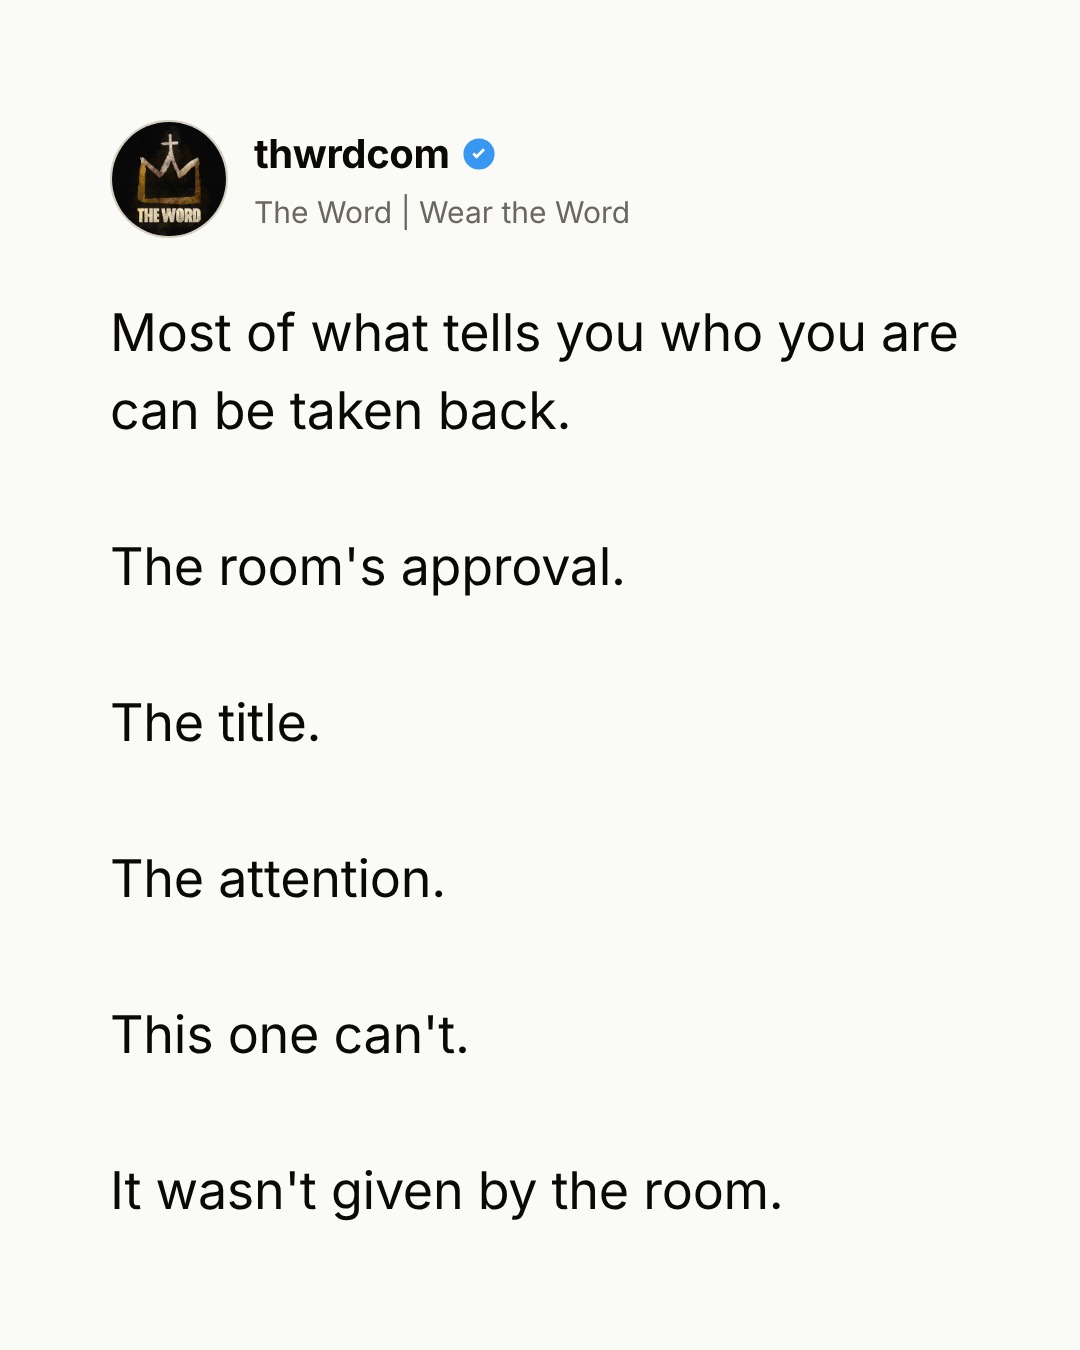 THE WORD
thwrdcom
The Word | Wear the Word
Most of what tells you who you are
can be taken back.
The room's approval.
The title.
The attention.
This one can't.
It wasn't given by the room.